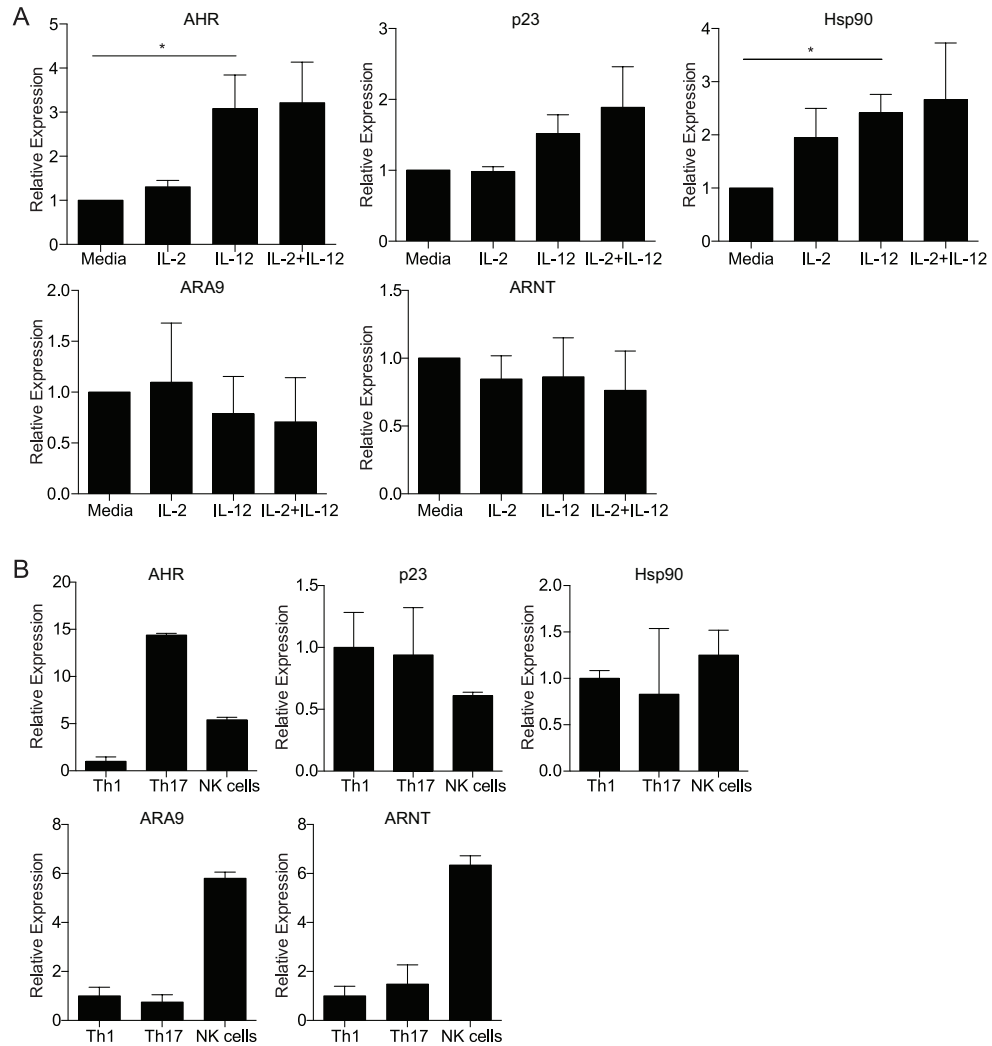 A
AHR
Relative Expression
5
4
3
2
1
0
*
Media IL-2 IL-12 IL-2+IL-12
p23
Relative Expression
3
2
1
0
Media IL-2 IL-12 IL-2+IL-12
Hsp90
Relative Expression
4
3
2
1
0
*
Media IL-2 IL-12 IL-2+IL-12
ARA9
Relative Expression
2.0
1.5
1.0
0.5
0.0
Media IL-2 IL-12 IL-2+IL-12
ARNT
Relative Expression
1.5
1.0
0.5
0.0
Media IL-2 IL-12 IL-2+IL-12
B
AHR
Relative Expression
20
15
10
5
0
Th1 Th17 NK cells
p23
Relative Expression
1.5
1.0
0.5
0.0
Th1 Th17 NK cells
Hsp90
Relative Expression
2.0
1.5
1.0
0.5
0.0
Th1 Th17 NK cells
ARA9
Relative Expression
8
6
4
2
0
Th1 Th17 NK cells
ARNT
Relative Expression
8
6
4
2
0
Th1 Th17 NK cells